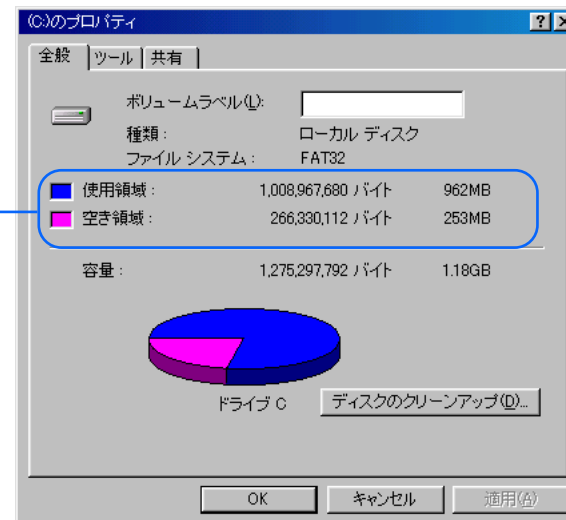 (C:)のプロパティ
全般 ツール 共有
ボリュームラベル(L):
種類: ローカル ディスク
ファイル システム: FAT32
使用領域: 1,008,967,680 バイト 962MB
空き領域: 266,330,112 バイト 253MB
容量: 1,275,297,792 バイト 1.18GB
ドライブ C ディスクのクリーンアップ(D)...
OK キャンセル 適用(A)